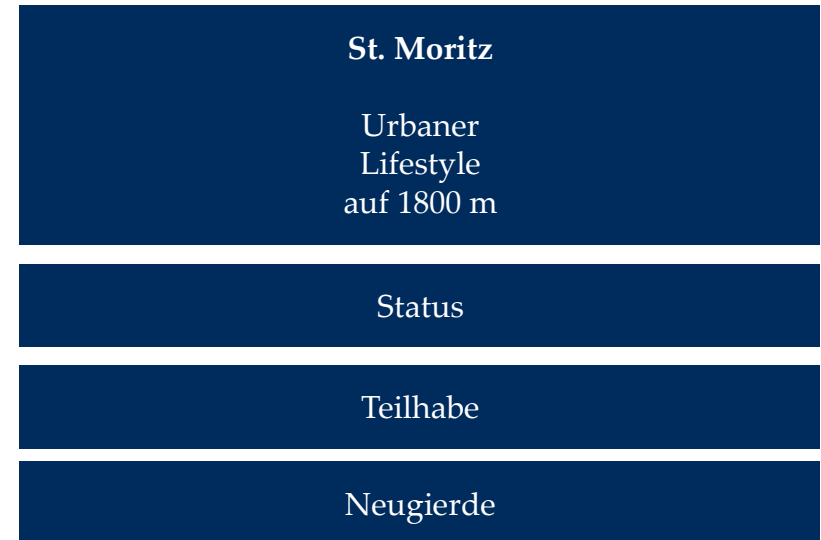 St. Moritz
Urbaner
Lifestyle
auf 1800 m
Status
Teilhabe
Neugierde